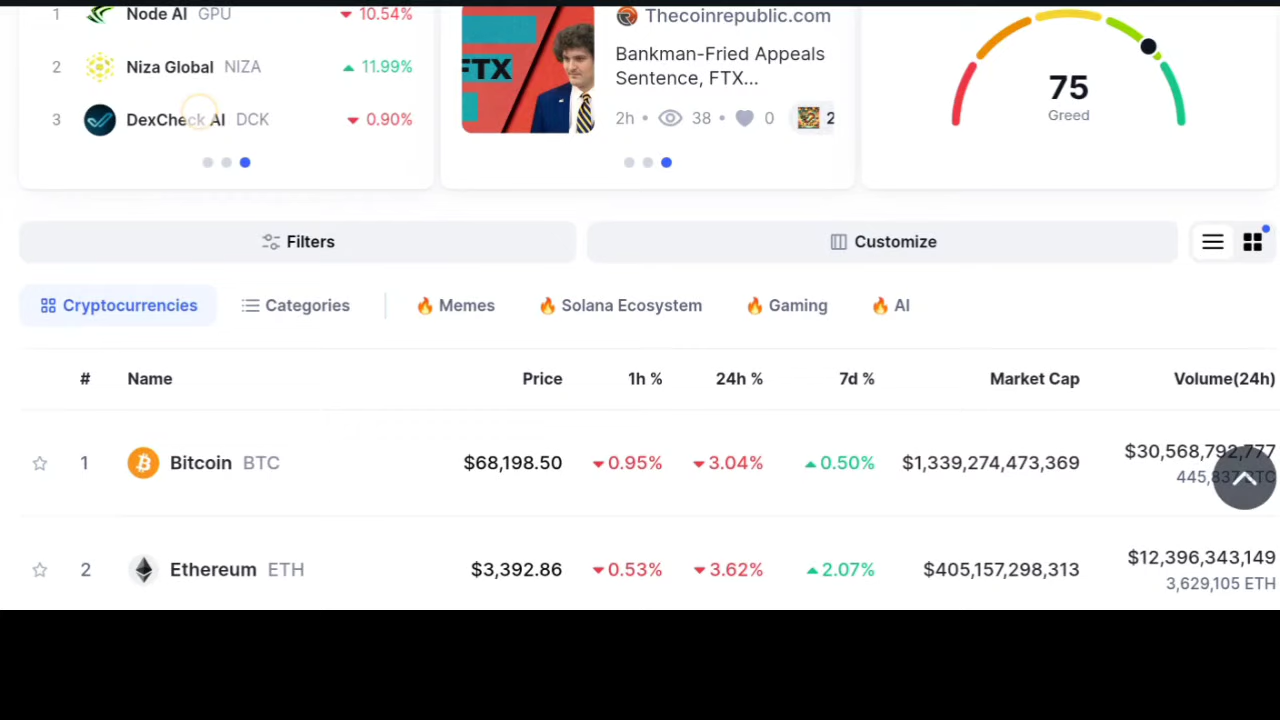 1 Node AI GPU 10.54%
2 Niza Global NIZA 11.99%
3 DexCheck AI DCK 0.90%
FTX
Thecoinrepublic.com
Bankman-Fried Appeals
Sentence, FTX...
2h • 38 • 0 2
75
Greed
Filters
Customize
Cryptocurrencies Categories Memes Solana Ecosystem Gaming AI
# Name Price 1h % 24h % 7d % Market Cap Volume(24h)
1 Bitcoin BTC $68,198.50 0.95% 3.04% 0.50% $1,339,274,473,369 $30,568,792,777
445,837 BTC
2 Ethereum ETH $3,392.86 0.53% 3.62% 2.07% $405,157,298,313 $12,396,343,149
3,629,105 ETH